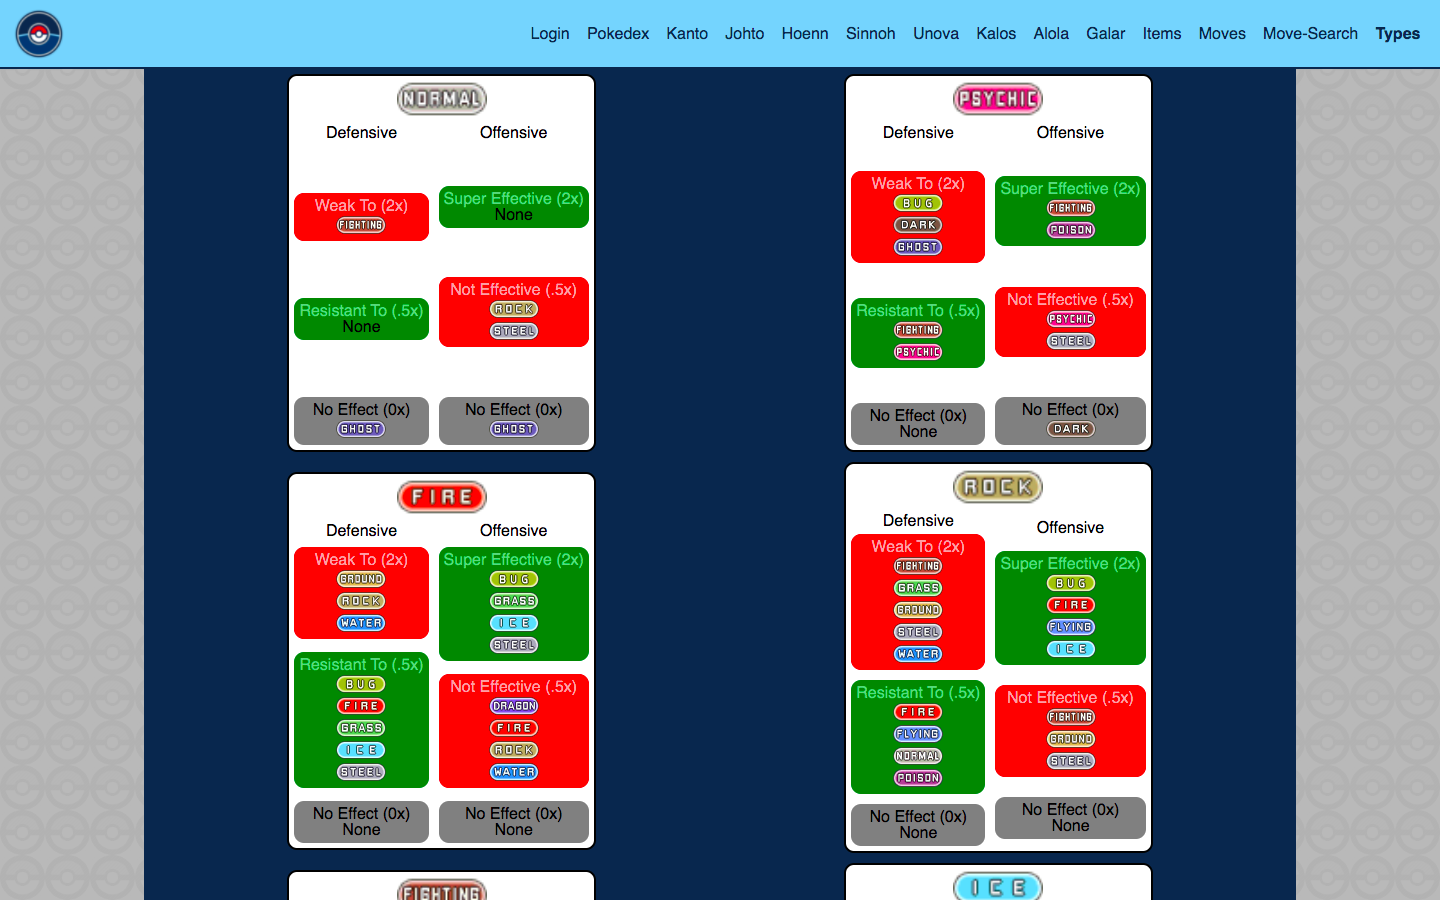 Login Pokedex Kanto Johto Hoenn Sinnoh Unova Kalos Alola Galar Items Moves Move-Search Types
NORMAL
Defensive Offensive
Weak To (2x)
FIGHTING
Resistant To (.5x)
None
No Effect (0x)
GHOST
Super Effective (2x)
None
Not Effective (.5x)
ROCK
STEEL
No Effect (0x)
GHOST
PSYCHIC
Defensive Offensive
Weak To (2x)
BUG
DARK
GHOST
Resistant To (.5x)
FIGHTING
PSYCHIC
No Effect (0x)
None
Super Effective (2x)
FIGHTING
POISON
Not Effective (.5x)
PSYCHIC
STEEL
No Effect (0x)
DARK
FIRE
Defensive Offensive
Weak To (2x)
GROUND
ROCK
WATER
Resistant To (.5x)
BUG
FIRE
GRASS
ICE
STEEL
No Effect (0x)
None
Super Effective (2x)
BUG
GRASS
ICE
STEEL
Not Effective (.5x)
DRAGON
FIRE
ROCK
WATER
No Effect (0x)
None
ROCK
Defensive Offensive
Weak To (2x)
FIGHTING
GRASS
GROUND
STEEL
WATER
Resistant To (.5x)
FIRE
FLYING
NORMAL
POISON
No Effect (0x)
None
Super Effective (2x)
BUG
FIRE
FLYING
ICE
Not Effective (.5x)
FIGHTING
GROUND
STEEL
No Effect (0x)
None
FIGHTING
ICE